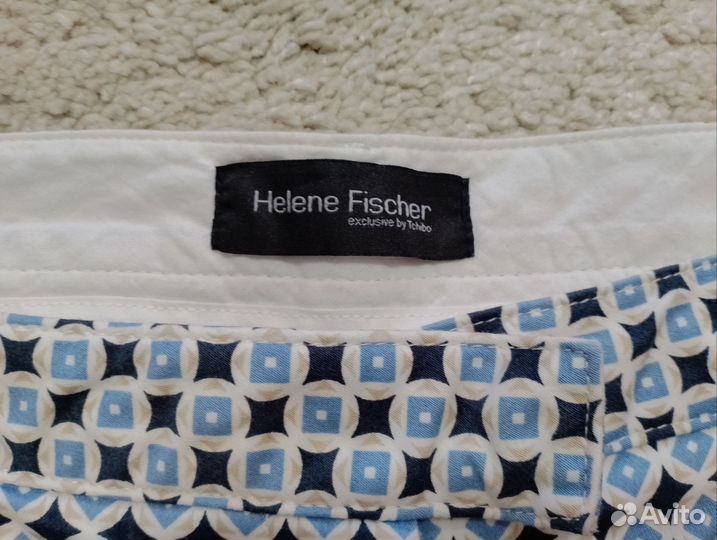 Helene Fischer
exclusive by Tchibo
Avito